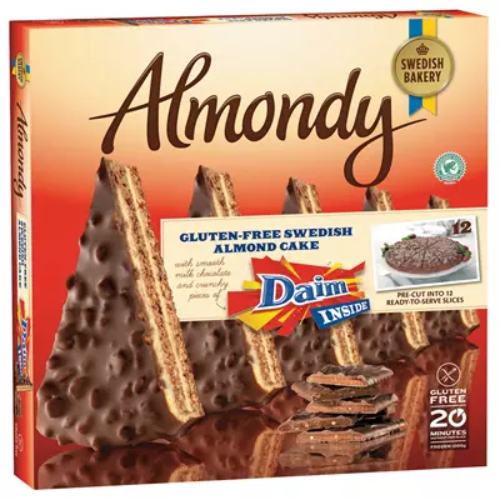 SWEDISH
BAKERY
Almondy
GLUTEN-FREE SWEDISH
ALMOND CAKE
with smooth
milk chocolate
and crunchy
pieces of
Daim
INSIDE
12
PRE-CUT INTO 12
READY-TO-SERVE SLICES
GLUTEN
FREE
20
MINUTES